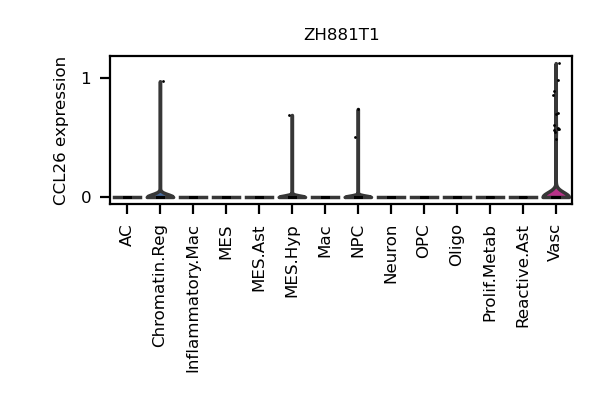 ZH881T1
CCL26 expression
1
0
AC
Chromatin.Reg
Inflammatory.Mac
MES
MES.Ast
MES.Hyp
Mac
NPC
Neuron
OPC
Oligo
Prolif.Metab
Reactive.Ast
Vasc